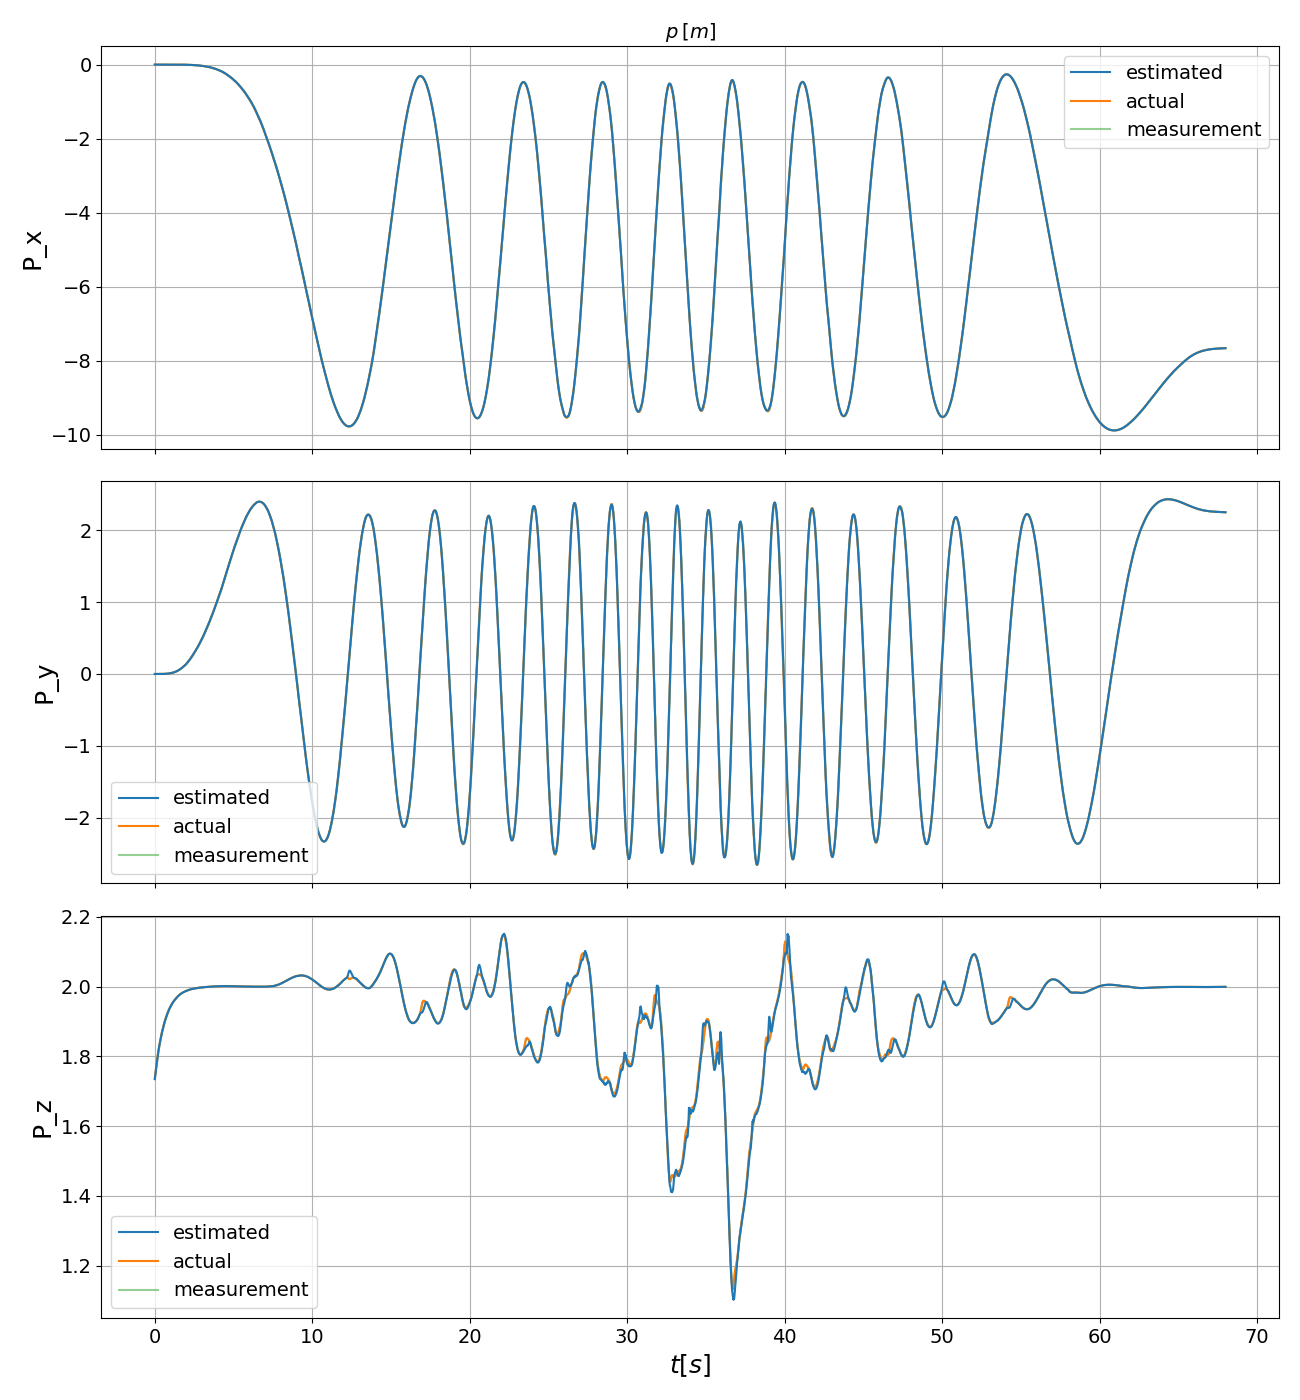 p [m]
0
−2
−4
−6
−8
−10
P_x
estimated
actual
measurement
2
1
0
−1
−2
P_y
estimated
actual
measurement
2.2
2.0
1.8
1.6
1.4
1.2
P_z
estimated
actual
measurement
0 10 20 30 40 50 60 70
t[s]